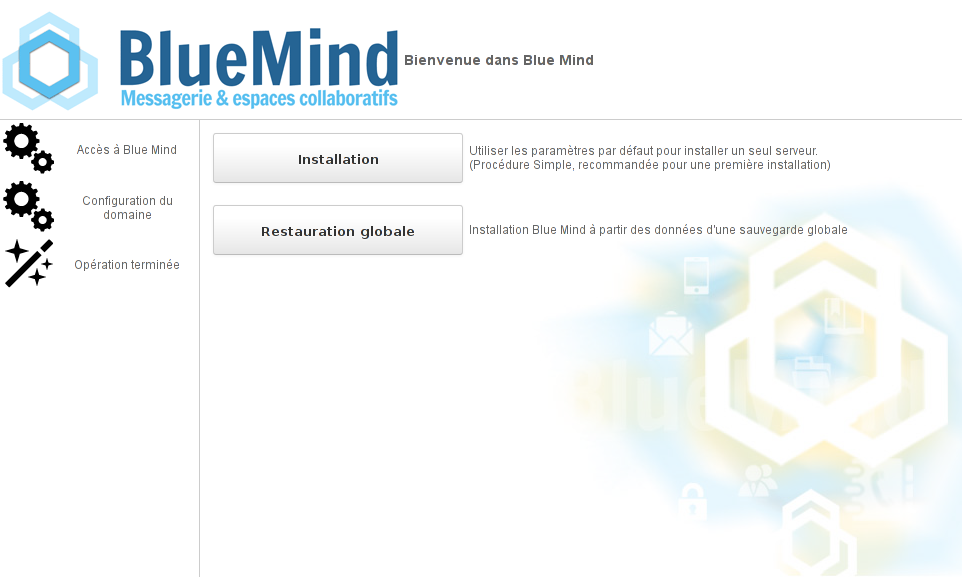 BlueMind
Messagerie & espaces collaboratifs
Bienvenue dans Blue Mind
Accès à Blue Mind
Configuration du
domaine
Opération terminée
Installation
Utiliser les paramètres par défaut pour installer un seul serveur.
(Procédure Simple, recommandée pour une première installation)
Restauration globale
Installation Blue Mind à partir des données d'une sauvegarde globale
BlueMind